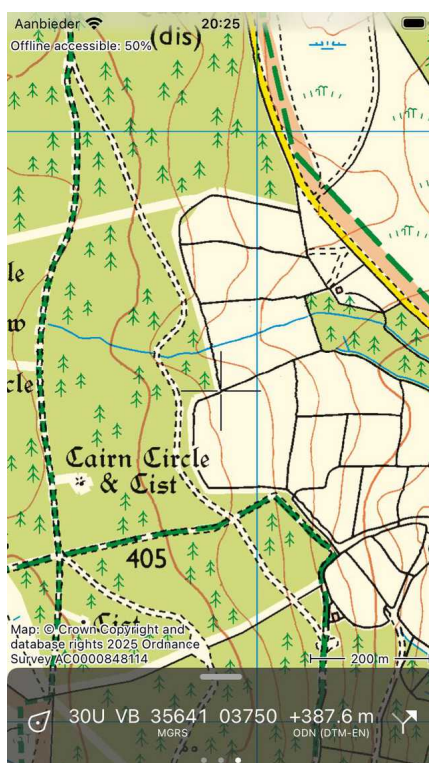 Aanbieder 20:25
Offline accessible: 50%
(dis)
le
w
cle
Cairn Circle
& Cist
405
Cist
Map: © Crown Copyright and
database rights 2025 Ordnance
Survey AC0000848114
200 m
30U VB 35641 03750 +387.6 m
MGRS ODN (DTM-EN)